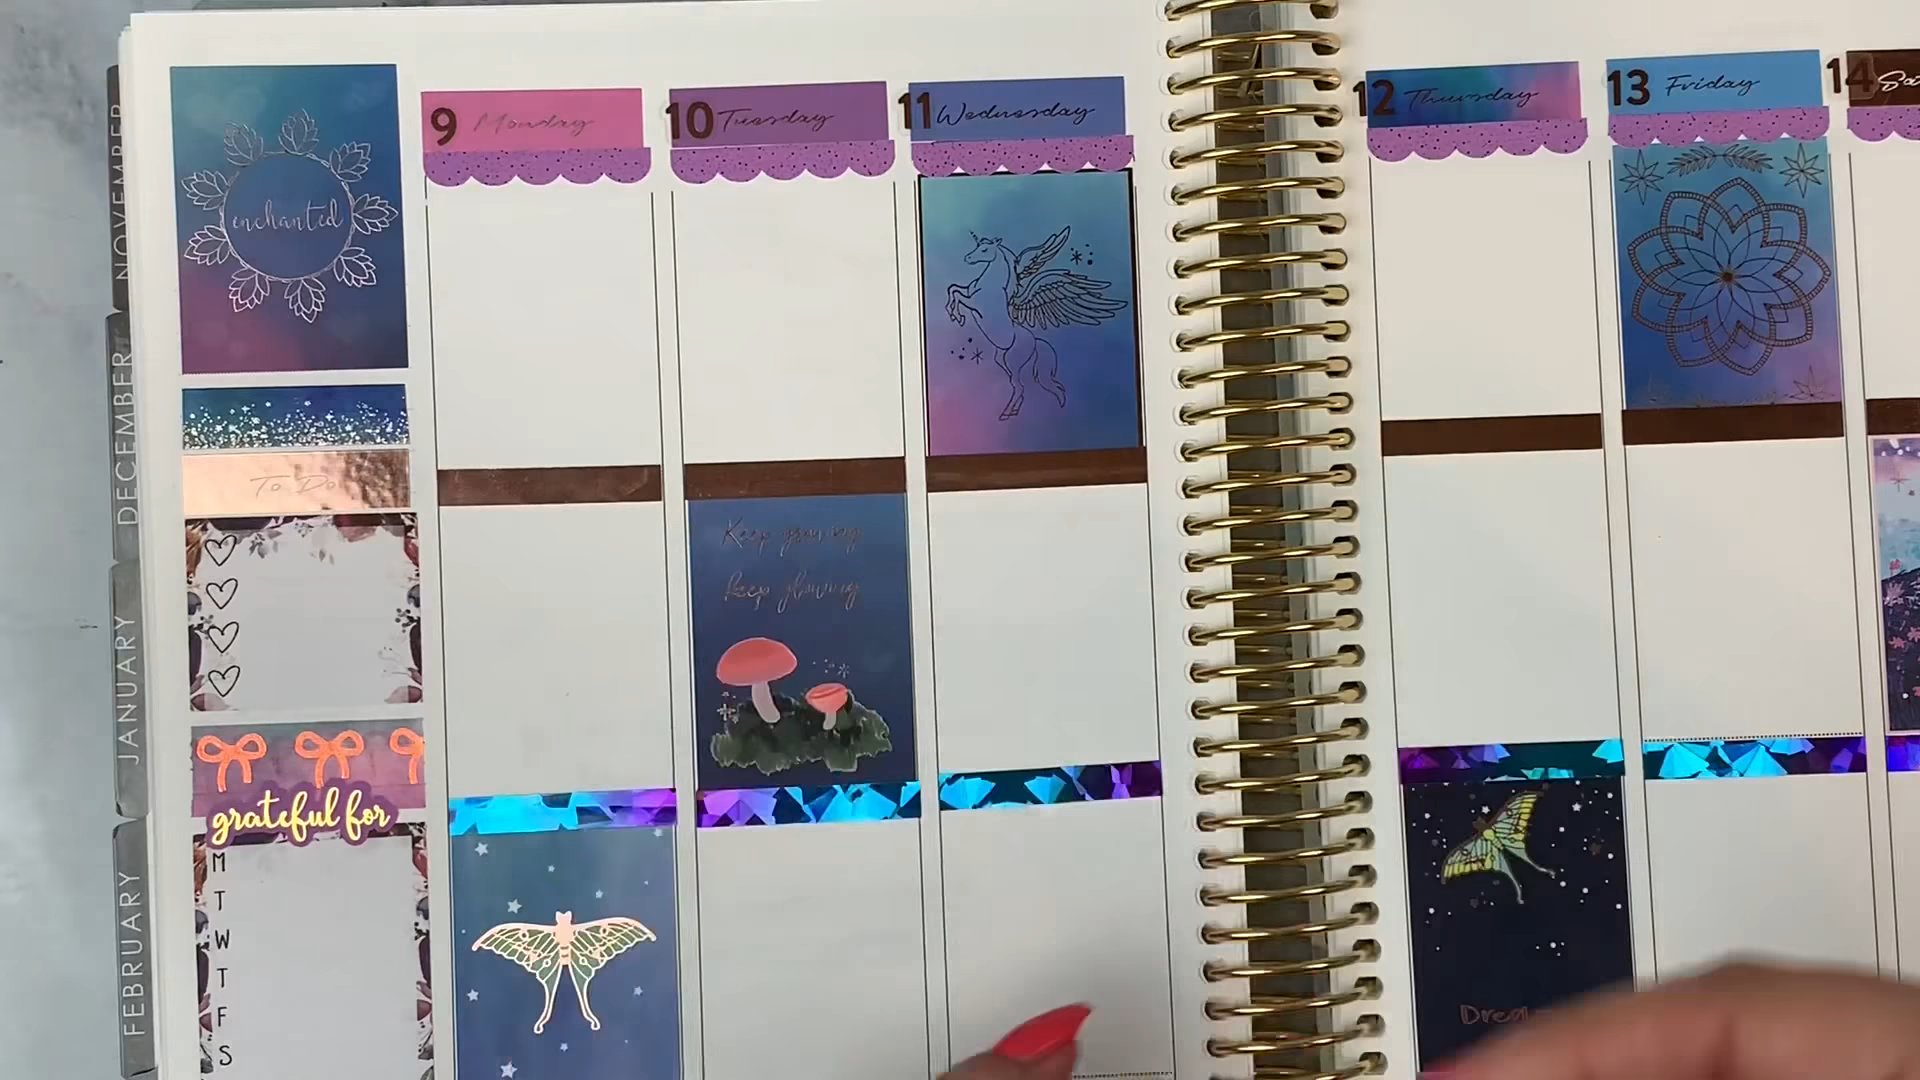 NOVEMBER
DECEMBER
JANUARY
FEBRUARY
enchanted
To Do
grateful for
M
T
W
T
F
S
9 Monday
10 Tuesday
Keep growing
Keep glowing
11 Wednesday
12 Thursday
13 Friday
14